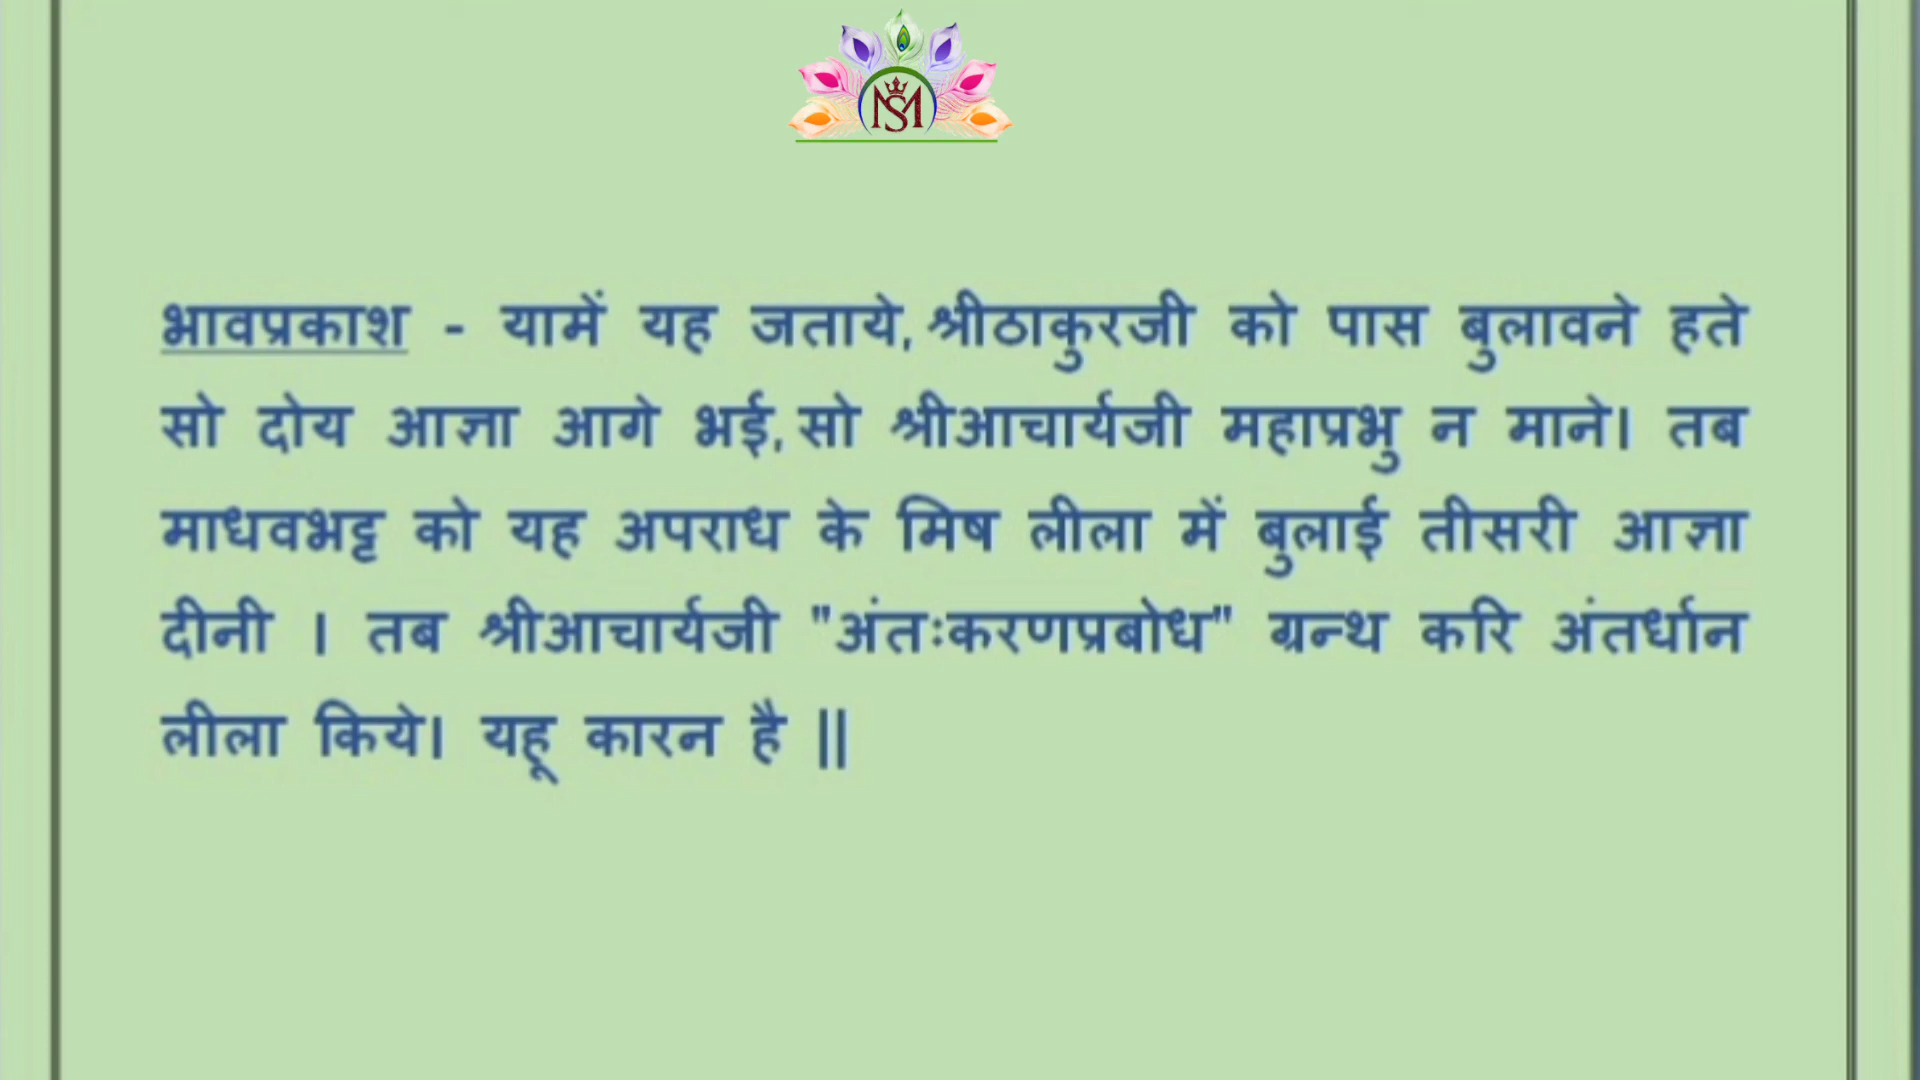 SM
भावप्रकाश - यामें यह जताये, श्रीठाकुरजी को पास बुलावने हते
सो दोय आज्ञा आगे भई, सो श्रीआचार्यजी महाप्रभु न माने। तब
माधवभट्ट को यह अपराध के मिष लीला में बुलाई तीसरी आज्ञा
दीनी । तब श्रीआचार्यजी "अंतःकरणप्रबोध" ग्रन्थ करि अंतर्धान
लीला किये। यहू कारन है ||